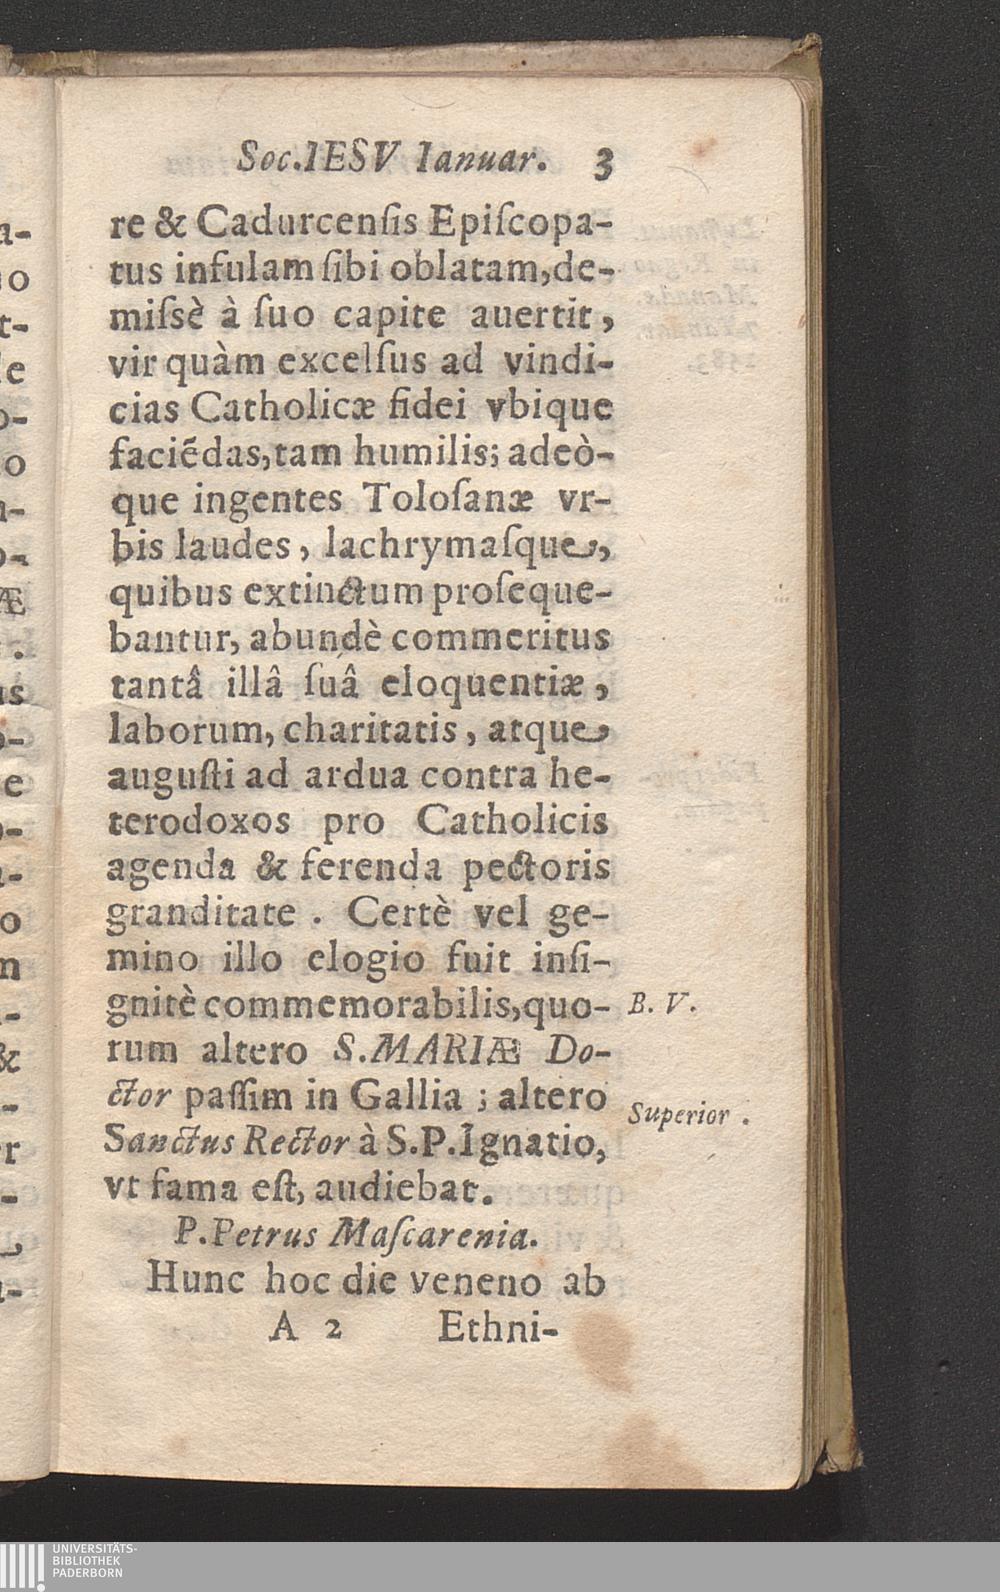 Soc. IESV Ianuar. 3
re & Cadurcenſis Epiſcopa-
tus infulam ſibi oblatam, de-
miſsè à ſuo capite auertit,
vir quàm excelſus ad vindi-
cias Catholicæ fidei vbique
faciẽdas, tam humilis; adeò-
que ingentes Toloſanæ vr-
bis laudes, lachrymaſque,
quibus extinctum proſeque-
bantur, abundè commeritus
tantâ illâ ſuâ eloquentiæ,
laborum, charitatis, atque
auguſti ad ardua contra he-
terodoxos pro Catholicis
agenda & ferenda pectoris
granditate. Certè vel ge-
mino illo elogio fuit inſi-
gnitè commemorabilis, quo-
B. V.
rum altero S. MARIÆ Do-
ctor paſſim in Gallia; altero
Superior.
Sanctus Rector à S. P. Ignatio,
vt fama eſt, audiebat.
P. Petrus Maſcarenia.
Hunc hoc die veneno ab
A 2 Ethni-
UNIVERSITÄTS-
BIBLIOTHEK
PADERBORN